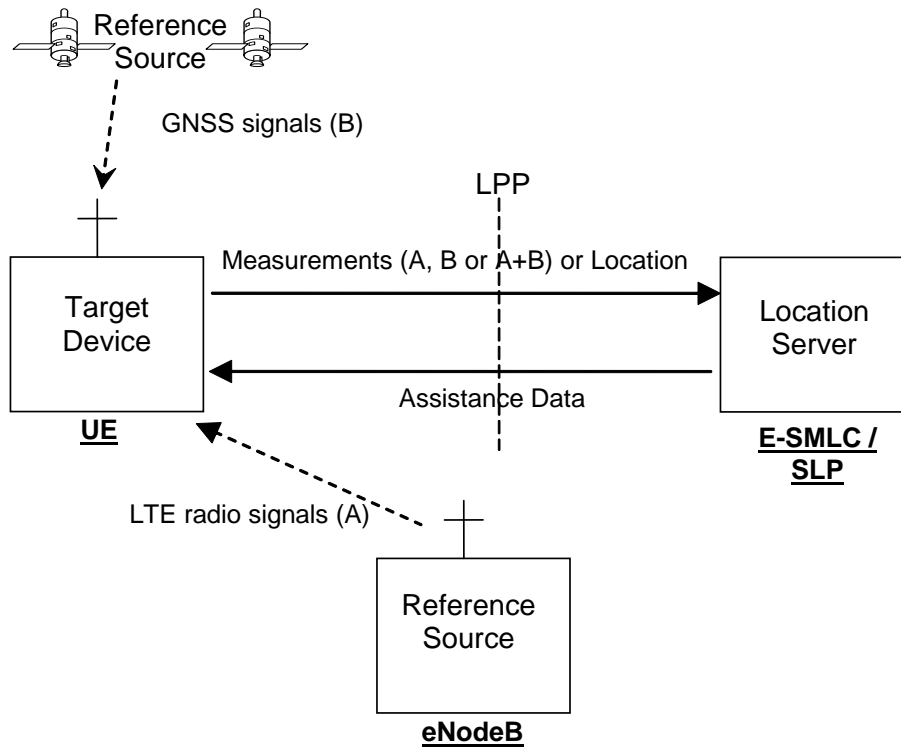 Reference
Source
GNSS signals (B)
LPP
Measurements (A, B or A+B) or Location
Target
Device
Location
Server
Assistance Data
UE
E-SMLC /
SLP
LTE radio signals (A)
Reference
Source
eNodeB